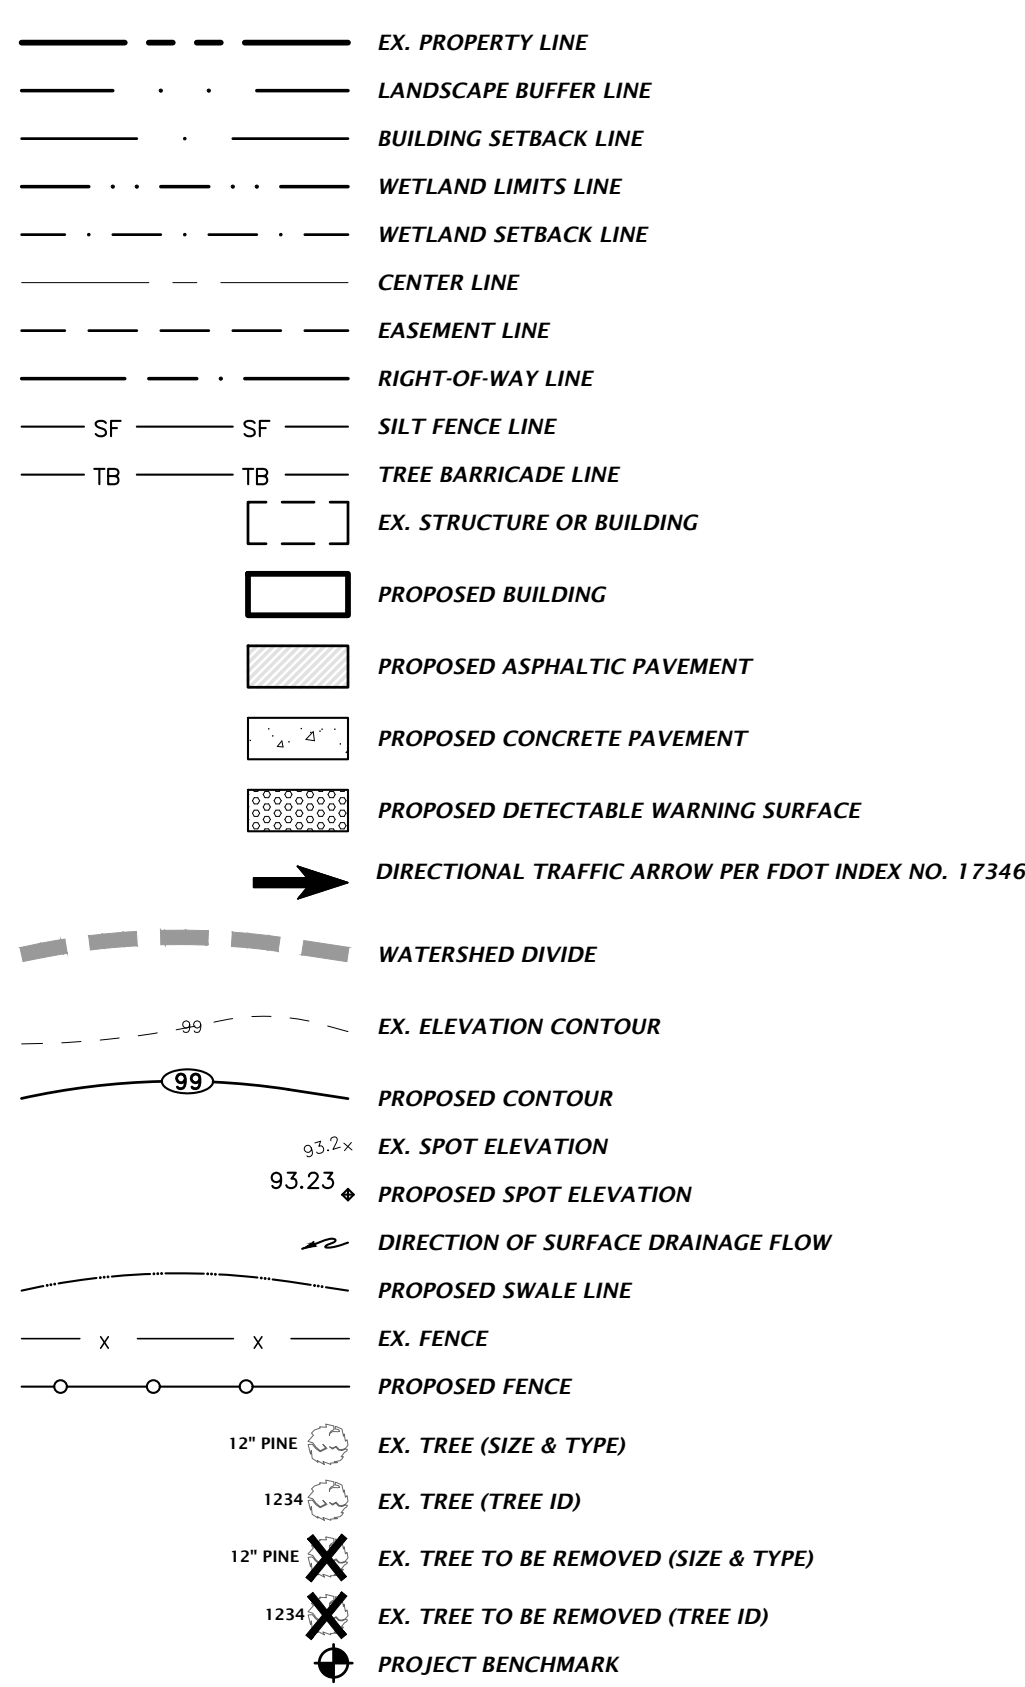 EX. PROPERTY LINE
LANDSCAPE BUFFER LINE
BUILDING SETBACK LINE
WETLAND LIMITS LINE
WETLAND SETBACK LINE
CENTER LINE
EASEMENT LINE
RIGHT-OF-WAY LINE
SF SF SILT FENCE LINE
TB TB TREE BARRICADE LINE
EX. STRUCTURE OR BUILDING
PROPOSED BUILDING
PROPOSED ASPHALTIC PAVEMENT
PROPOSED CONCRETE PAVEMENT
PROPOSED DETECTABLE WARNING SURFACE
DIRECTIONAL TRAFFIC ARROW PER FDOT INDEX NO. 17346
WATERSHED DIVIDE
99 EX. ELEVATION CONTOUR
99 PROPOSED CONTOUR
93.2x EX. SPOT ELEVATION
93.23 PROPOSED SPOT ELEVATION
DIRECTION OF SURFACE DRAINAGE FLOW
PROPOSED SWALE LINE
x x EX. FENCE
PROPOSED FENCE
12" PINE EX. TREE (SIZE & TYPE)
1234 EX. TREE (TREE ID)
12" PINE EX. TREE TO BE REMOVED (SIZE & TYPE)
1234 EX. TREE TO BE REMOVED (TREE ID)
PROJECT BENCHMARK